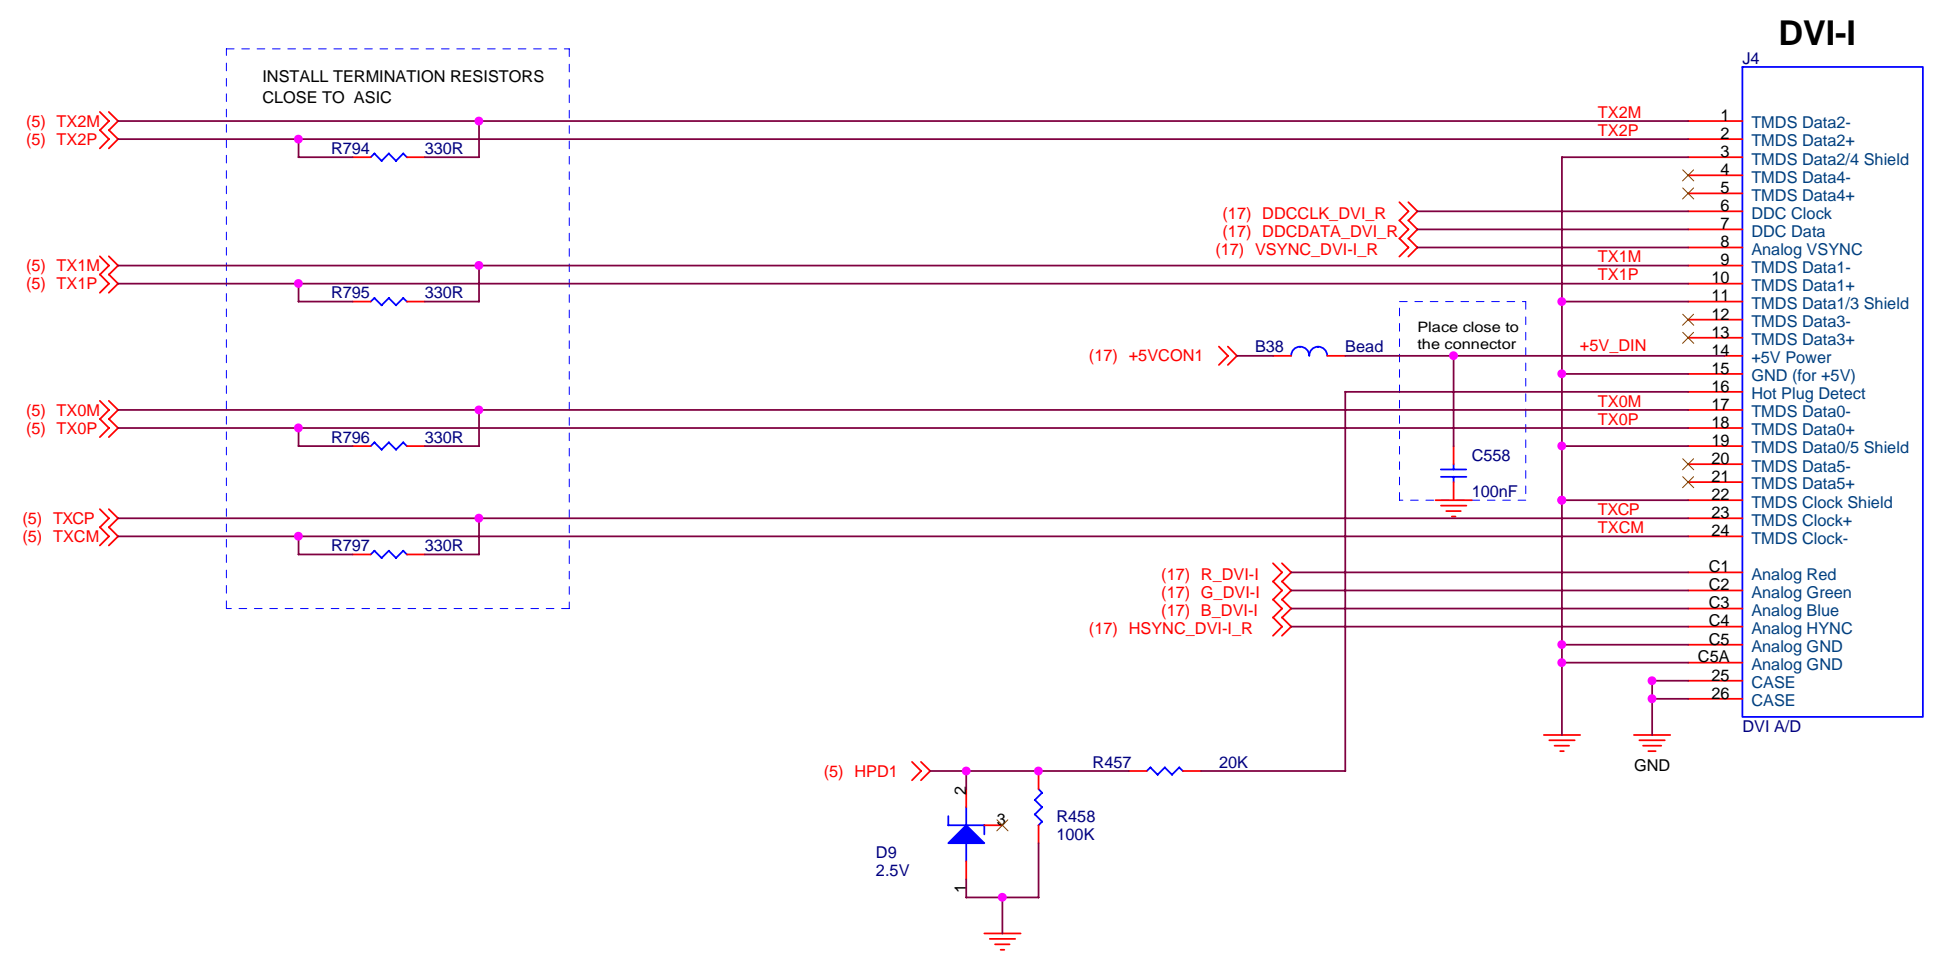 DVI-I
J4
INSTALL TERMINATION RESISTORS
CLOSE TO ASIC
(5) TX2M
(5) TX2P
R794 330R
(5) TX1M
(5) TX1P
R795 330R
(5) TX0M
(5) TX0P
R796 330R
(5) TXCP
(5) TXCM
R797 330R
(17) DDCCLK_DVI_R
(17) DDCDATA_DVI_R
(17) VSYNC_DVI-I_R
Place close to
the connector
(17) +5VCON1
B38 Bead
+5V_DIN
C558
100nF
(17) R_DVI-I
(17) G_DVI-I
(17) B_DVI-I
(17) HSYNC_DVI-I_R
TX2M 1 TMDS Data2-
TX2P 2 TMDS Data2+
3 TMDS Data2/4 Shield
4 TMDS Data4-
5 TMDS Data4+
6 DDC Clock
7 DDC Data
8 Analog VSYNC
TX1M 9 TMDS Data1-
TX1P 10 TMDS Data1+
11 TMDS Data1/3 Shield
12 TMDS Data3-
13 TMDS Data3+
14 +5V Power
15 GND (for +5V)
16 Hot Plug Detect
TX0M 17 TMDS Data0-
TX0P 18 TMDS Data0+
19 TMDS Data0/5 Shield
20 TMDS Data5-
21 TMDS Data5+
22 TMDS Clock Shield
TXCP 23 TMDS Clock+
TXCM 24 TMDS Clock-
C1 Analog Red
C2 Analog Green
C3 Analog Blue
C4 Analog HYNC
C5 Analog GND
C5A Analog GND
25 CASE
26 CASE
DVI A/D
GND
(5) HPD1
R457 20K
2
3
1
D9
2.5V
R458
100K